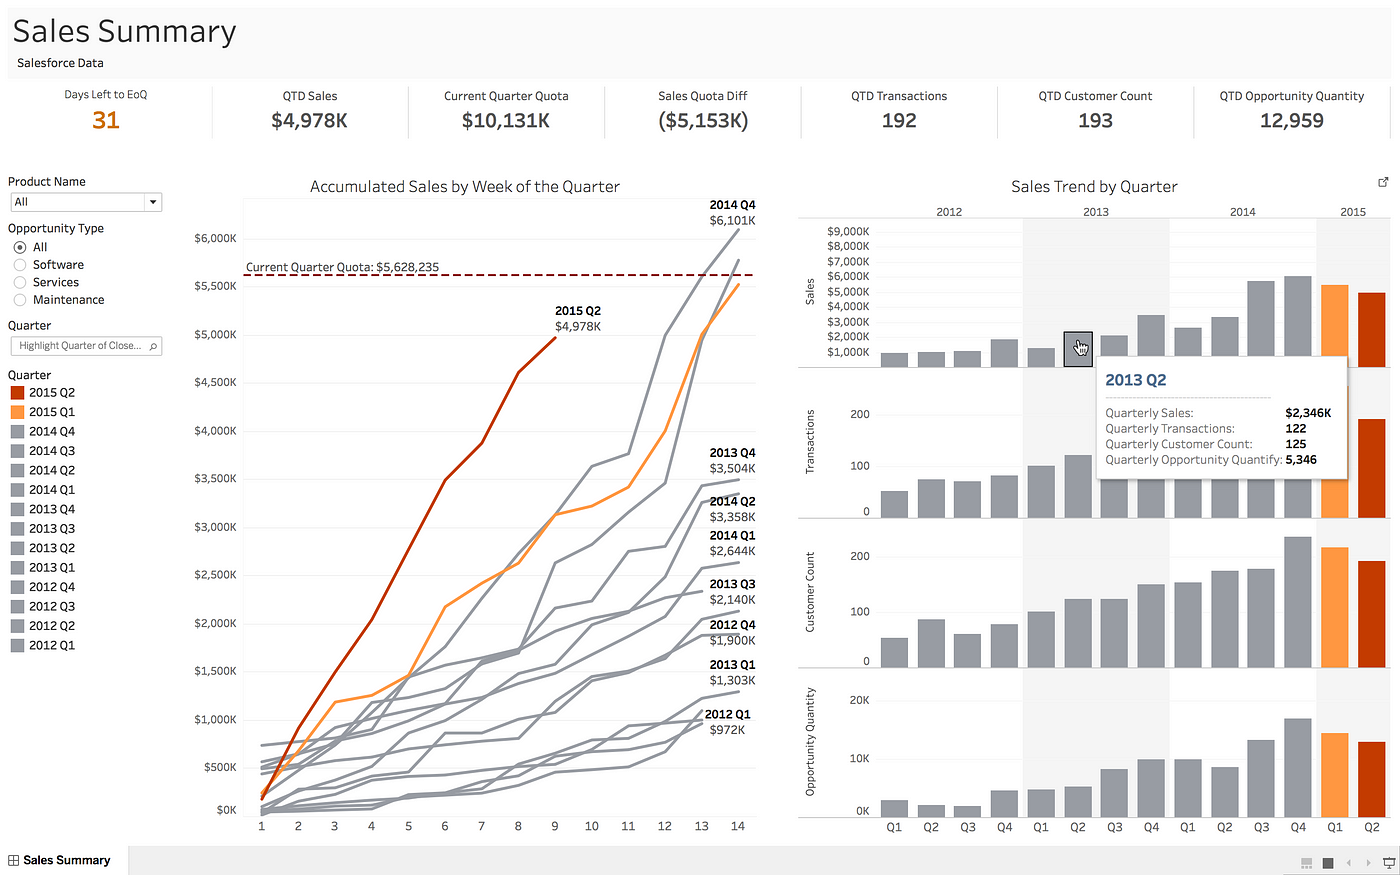 Sales Summary
Salesforce Data
Days Left to EoQ
31
QTD Sales
$4,978K
Current Quarter Quota
$10,131K
Sales Quota Diff
($5,153K)
QTD Transactions
192
QTD Customer Count
193
QTD Opportunity Quantity
12,959
Product Name
All
Opportunity Type
All
Software
Services
Maintenance
Quarter
Highlight Quarter of Close...
Quarter
2015 Q2
2015 Q1
2014 Q4
2014 Q3
2014 Q2
2014 Q1
2013 Q4
2013 Q3
2013 Q2
2013 Q1
2012 Q4
2012 Q3
2012 Q2
2012 Q1
Accumulated Sales by Week of the Quarter
$6,000K
$5,500K
$5,000K
$4,500K
$4,000K
$3,500K
$3,000K
$2,500K
$2,000K
$1,500K
$1,000K
$500K
$0K
Current Quarter Quota: $5,628,235
2014 Q4
$6,101K
2015 Q2
$4,978K
2013 Q4
$3,504K
2014 Q2
$3,358K
2014 Q1
$2,644K
2013 Q3
$2,140K
2012 Q4
$1,900K
2013 Q1
$1,303K
2012 Q1
$972K
1 2 3 4 5 6 7 8 9 10 11 12 13 14
Sales Trend by Quarter
2012 2013 2014 2015
Sales
$9,000K
$8,000K
$7,000K
$6,000K
$5,000K
$4,000K
$3,000K
$2,000K
$1,000K
2013 Q2
Quarterly Sales: $2,346K
Quarterly Transactions: 122
Quarterly Customer Count: 125
Quarterly Opportunity Quantify: 5,346
Transactions
200
100
0
Customer Count
200
100
0
Opportunity Quantity
20K
10K
0K
Q1 Q2 Q3 Q4 Q1 Q2 Q3 Q4 Q1 Q2 Q3 Q4 Q1 Q2
Sales Summary